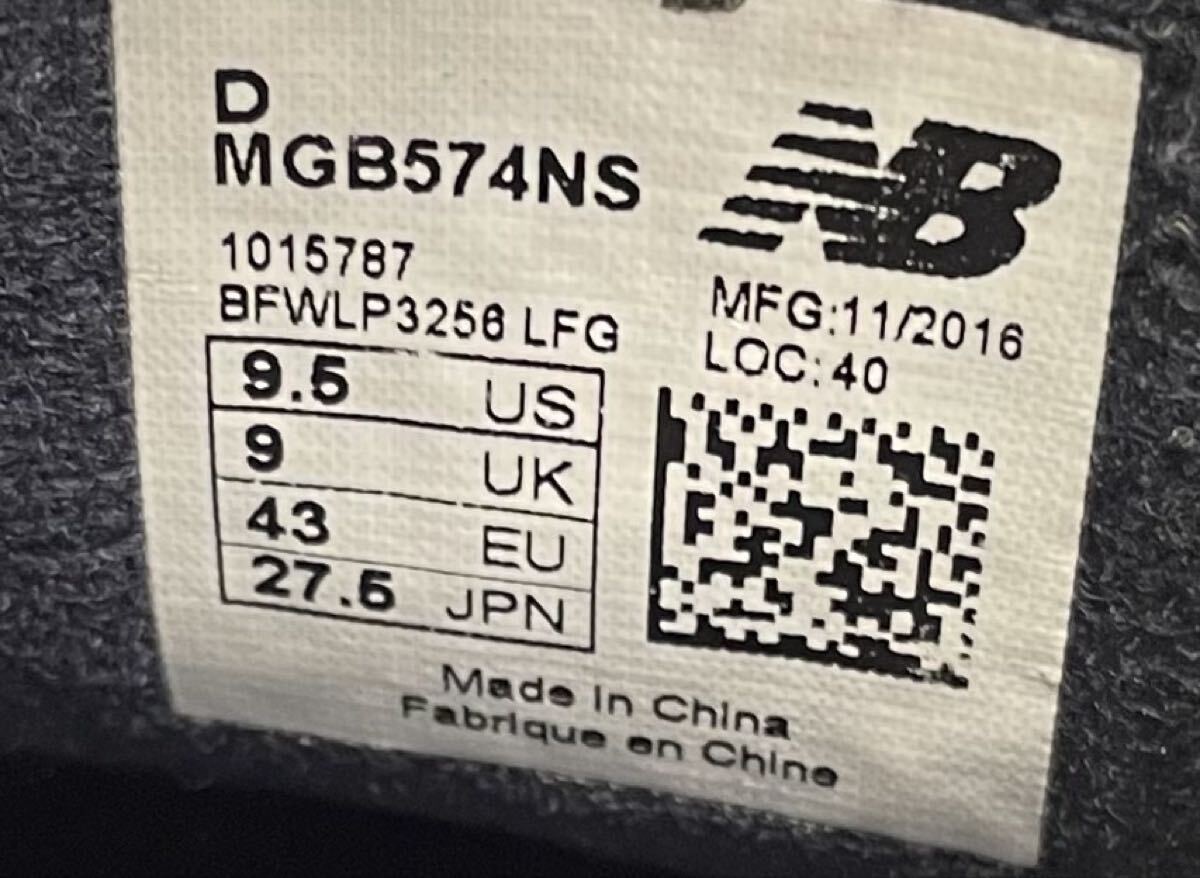 D
MGB574NS
1015787
BFWLP3256 LFG
9.5 US
9 UK
43 EU
27.5 JPN
NB
MFG:11/2016
LOC:40
Made in China
Fabrique en Chine